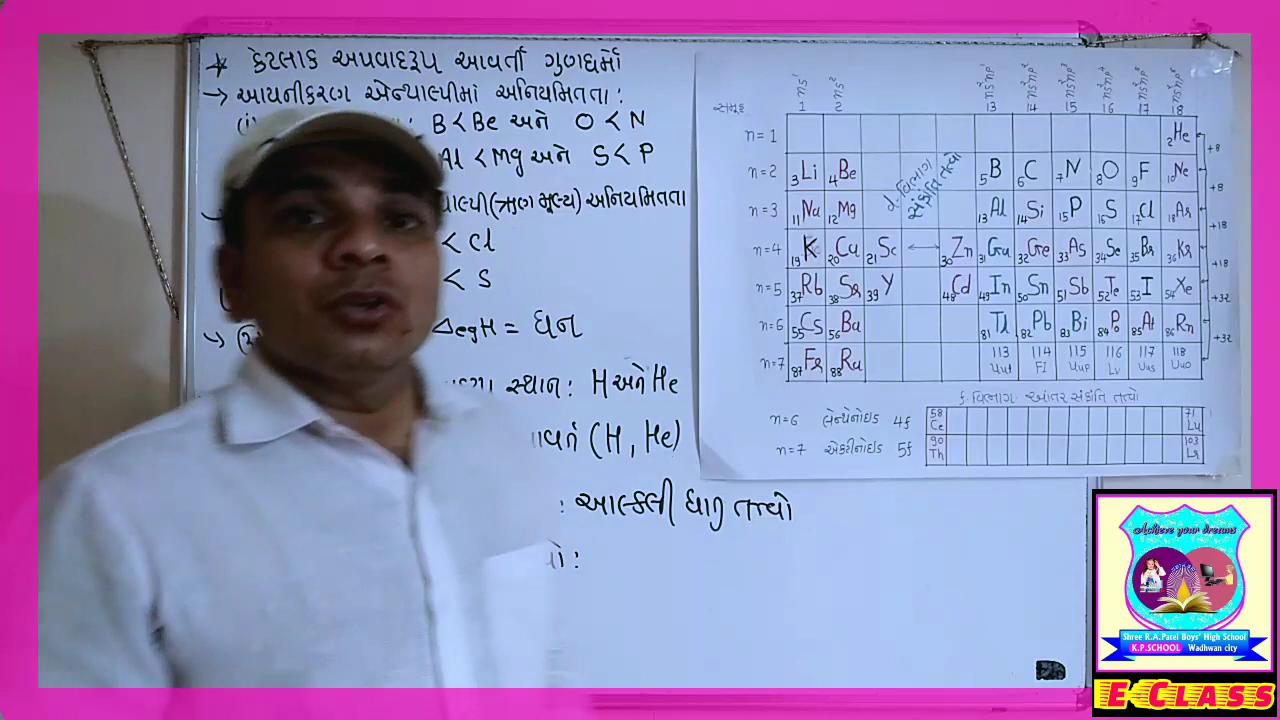 * કેટલાક અપવાદરૂપ આવર્તી ગુણધર્મો
→ આયનીકરણ એન્થાલ્પીમાં અનિયમિતતા:
B < Be અને O < N
Al < Mg અને S < P
(ઋણ મૂલ્ય) અનિયમિતતા
< Cl
< S
ΔegH = ધન
સ્થાન: H અને He
(H, He)
: આલ્કલી ધાતુ તત્વો
સમૂહ 1 2 13 14 15 16 17 18
n=1 2He
n=2 3Li 4Be 5B 6C 7N 8O 9F 10Ne
n=3 11Na 12Mg 13Al 14Si 15P 16S 17Cl 18Ar
n=4 19K 20Ca 21Sc ↔ 30Zn 31Ga 32Ge 33As 34Se 35Br 36Kr
n=5 37Rb 38Sr 39Y 48Cd 49In 50Sn 51Sb 52Te 53I 54Xe
n=6 55Cs 56Ba 81Tl 82Pb 83Bi 84Po 85At 86Rn
n=7 87Fr 88Ra 113 Uut 114 Fl 115 Uup 116 Lv 117 Uus 118 Uuo
+8
+8
+18
+18
+32
+32
d-વિભાગ
સંક્રાંતિ તત્વો
f-વિભાગ - આંતર સંક્રાંતિ તત્વો
n=6 લેન્થેનોઇડ 4f 58 Ce 71 Lu
n=7 એક્ટીનોઇડ 5f 90 Th 103 Lr
Achieve your dreams
Shree R.A.Patel Boys' High School
K.P.SCHOOL Wadhwan city
E-Class